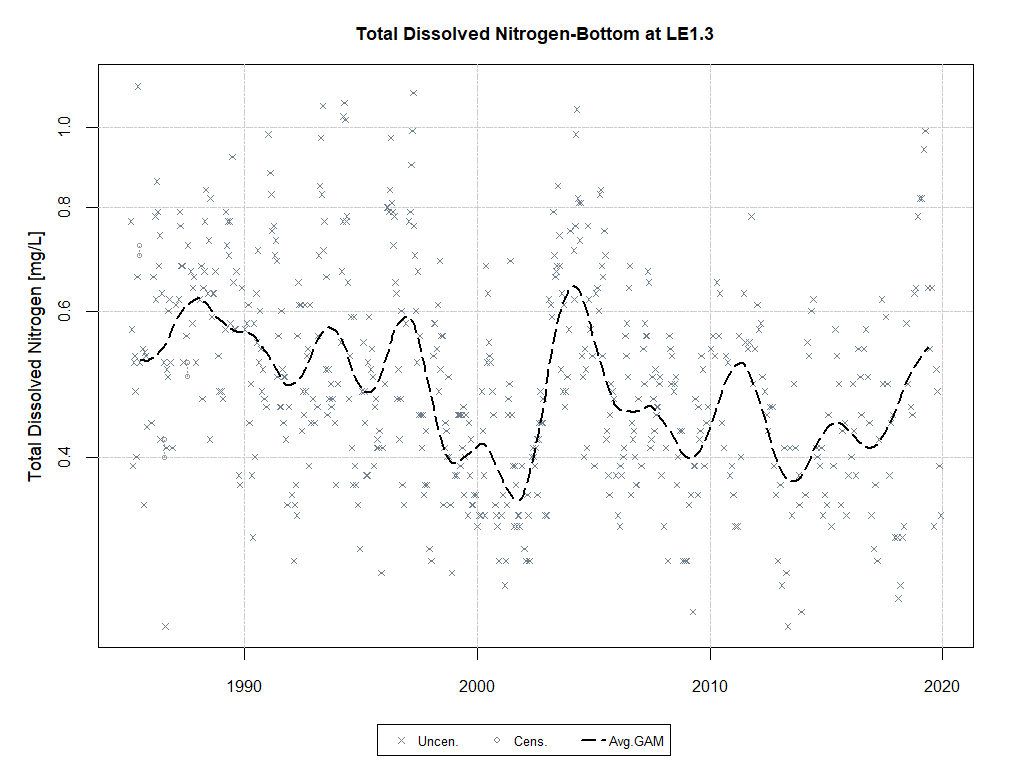 Total Dissolved Nitrogen-Bottom at LE1.3
Total Dissolved Nitrogen [mg/L]
1.0
0.8
0.6
0.4
1990 2000 2010 2020
Uncen. Cens. Avg.GAM